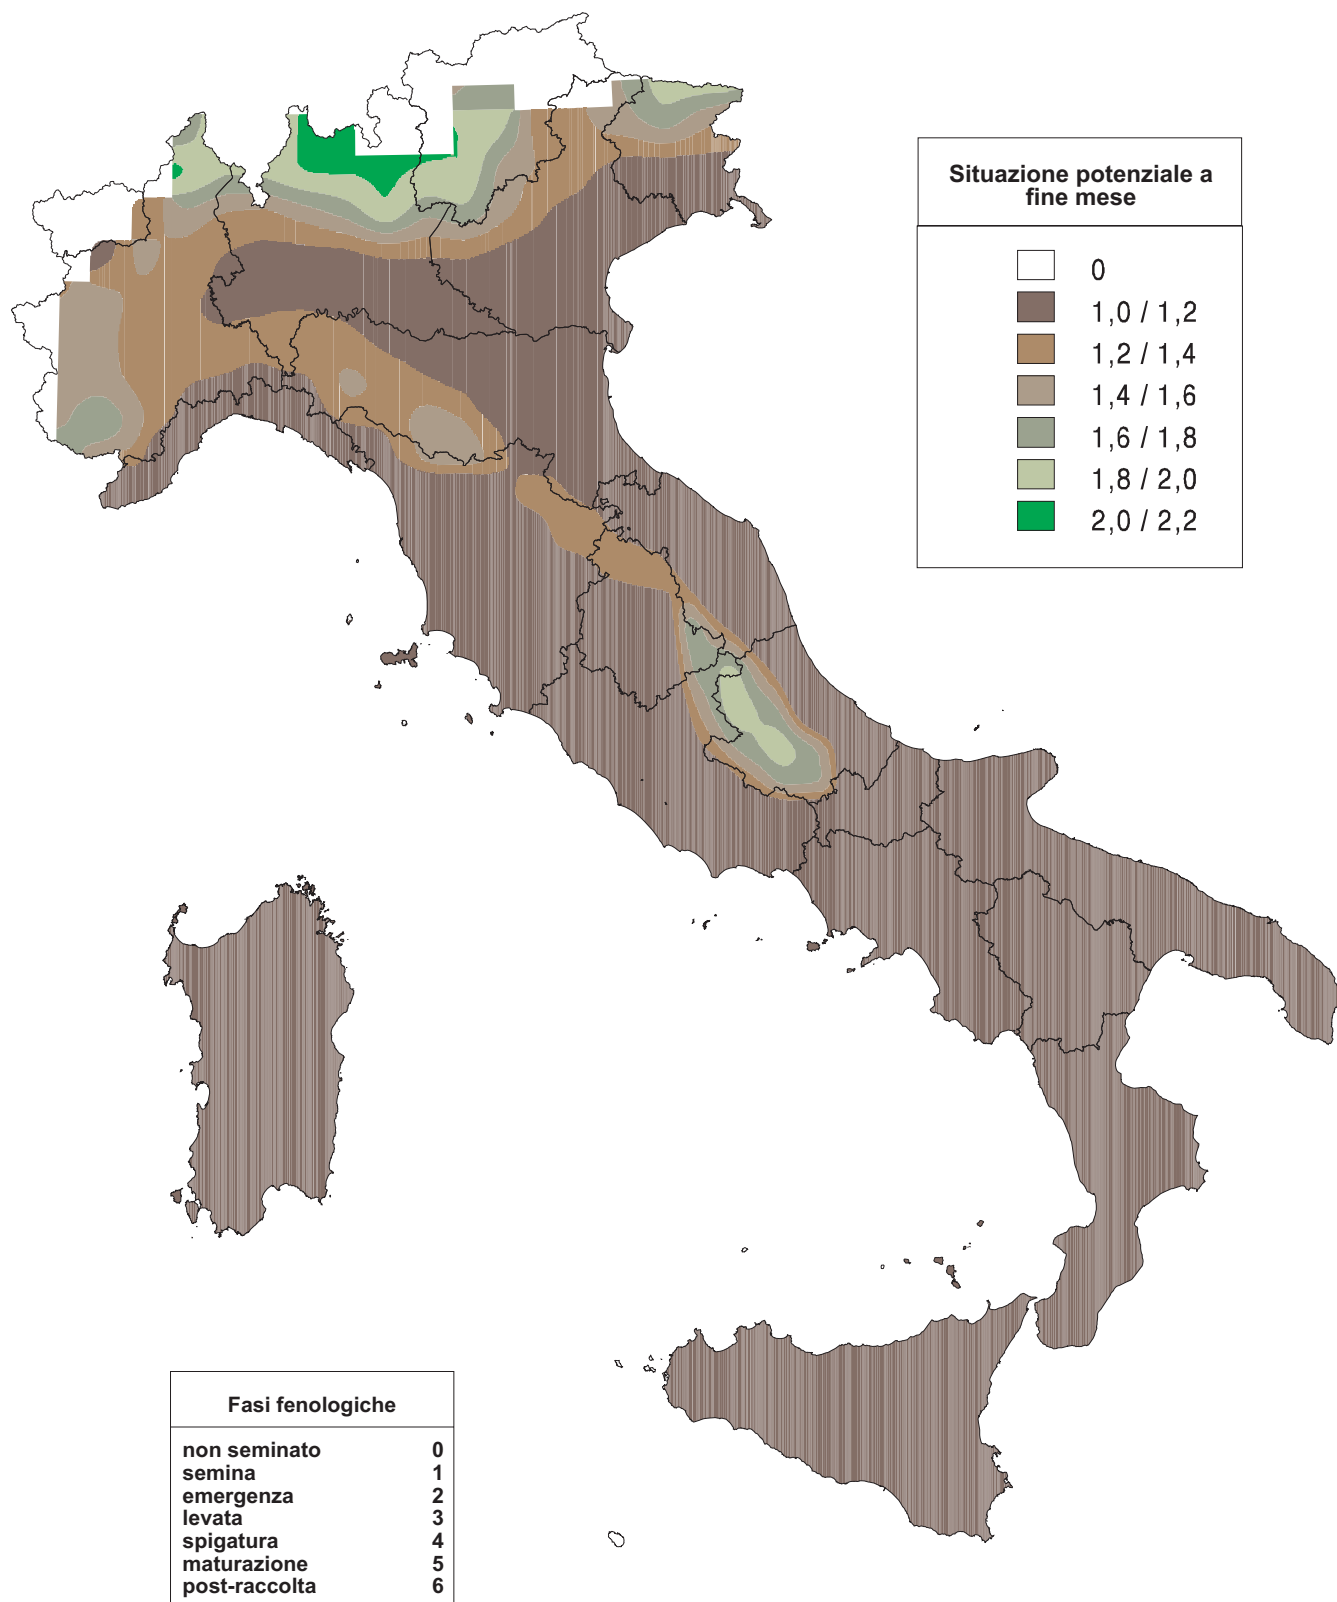 Situazione potenziale a
fine mese
0
1,0 / 1,2
1,2 / 1,4
1,4 / 1,6
1,6 / 1,8
1,8 / 2,0
2,0 / 2,2
Fasi fenologiche
non seminato 0
semina 1
emergenza 2
levata 3
spigatura 4
maturazione 5
post-raccolta 6